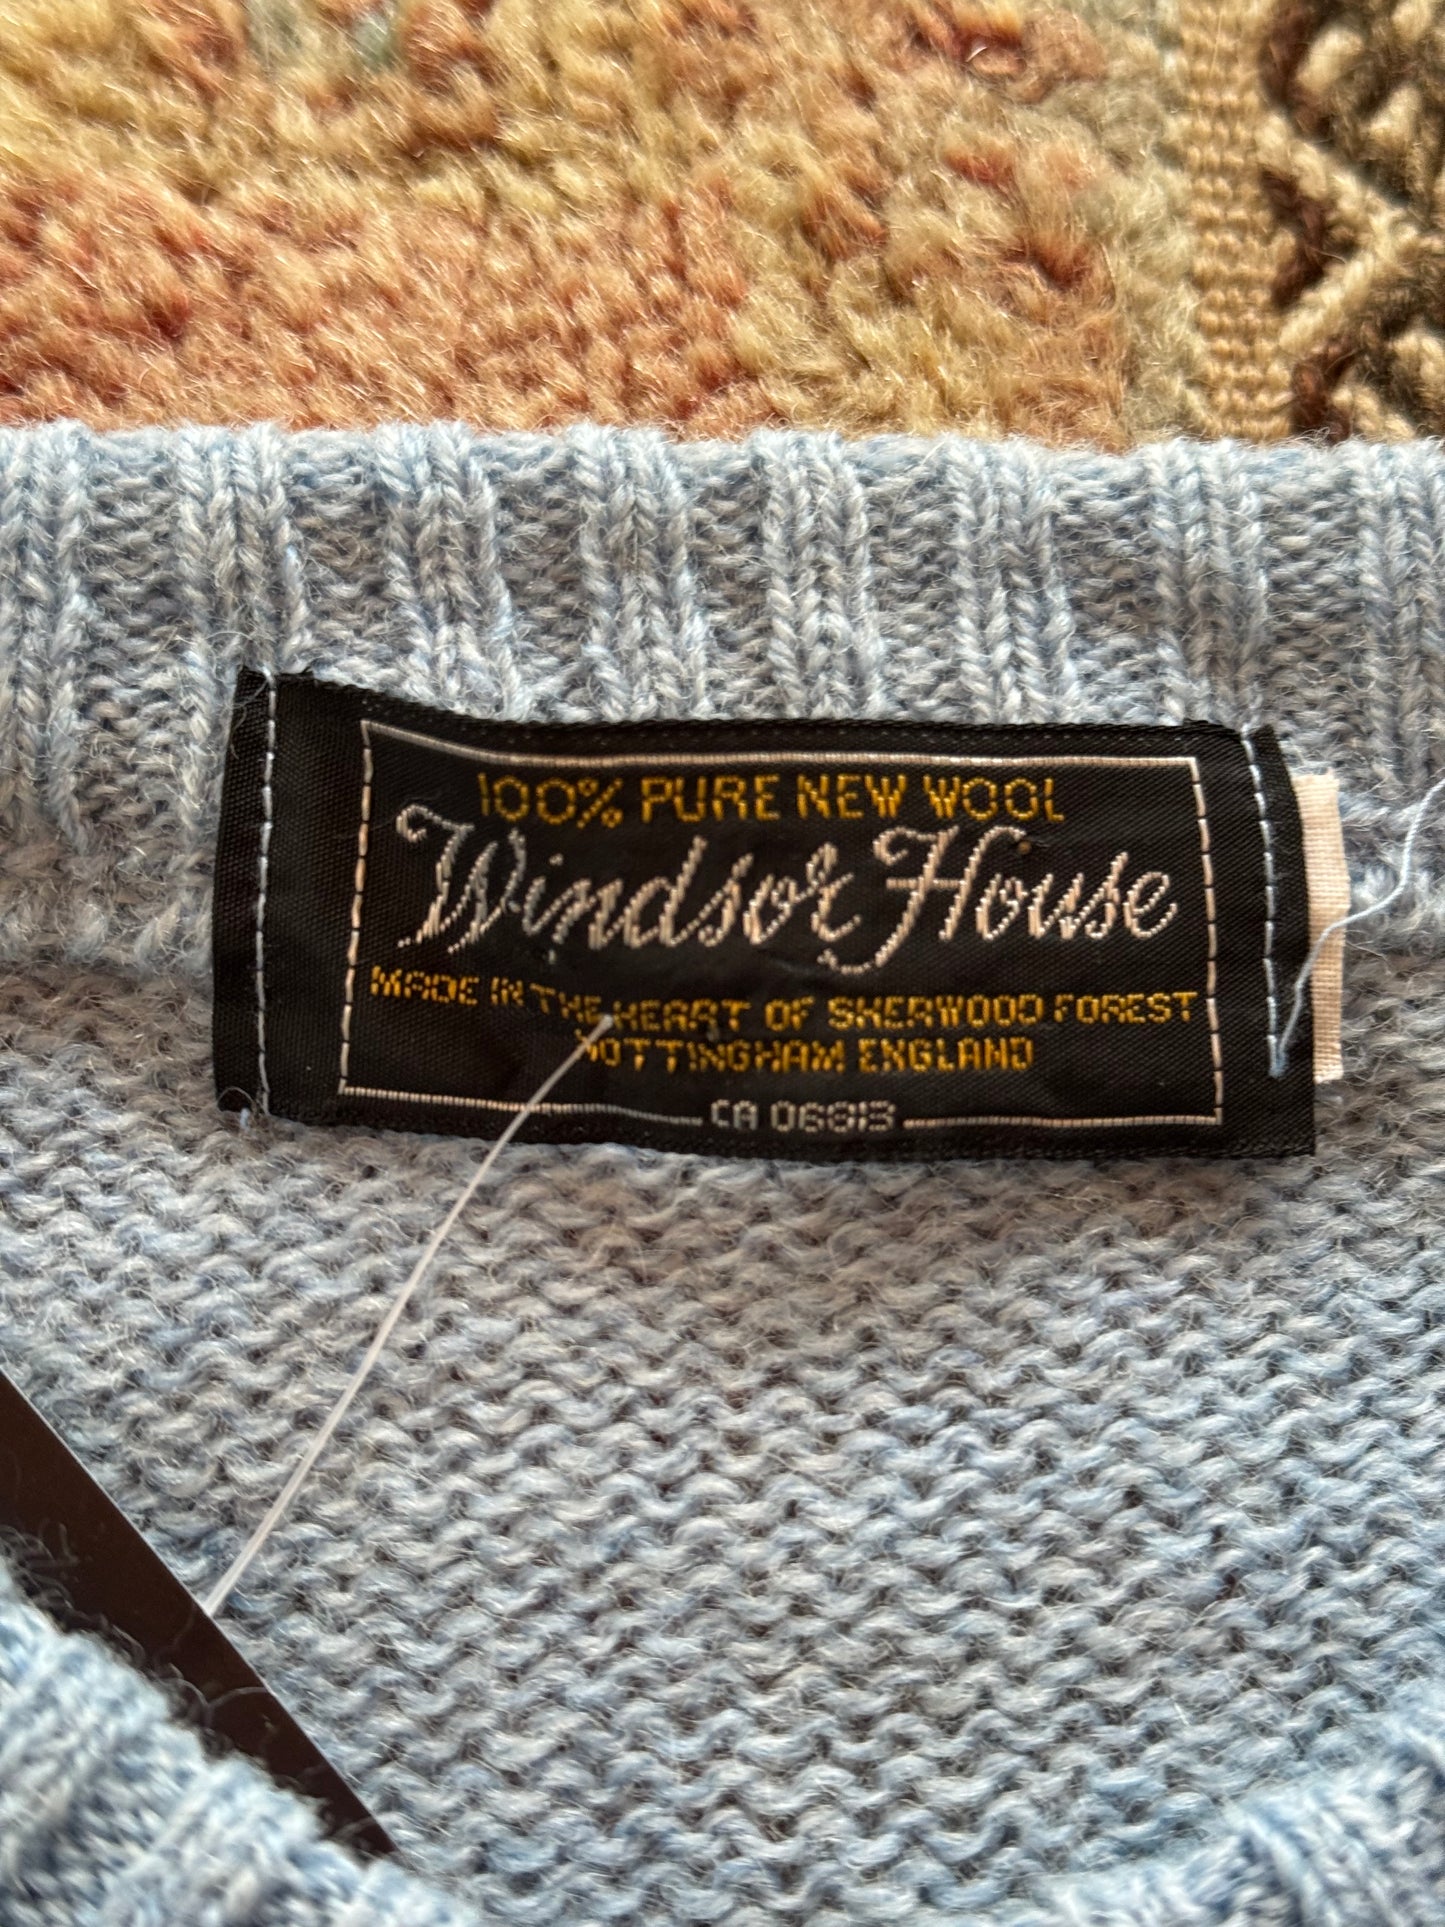 100% PURE NEW WOOL
Windsor House
MADE IN THE HEART OF SHERWOOD FOREST
NOTTINGHAM ENGLAND
CA 06813